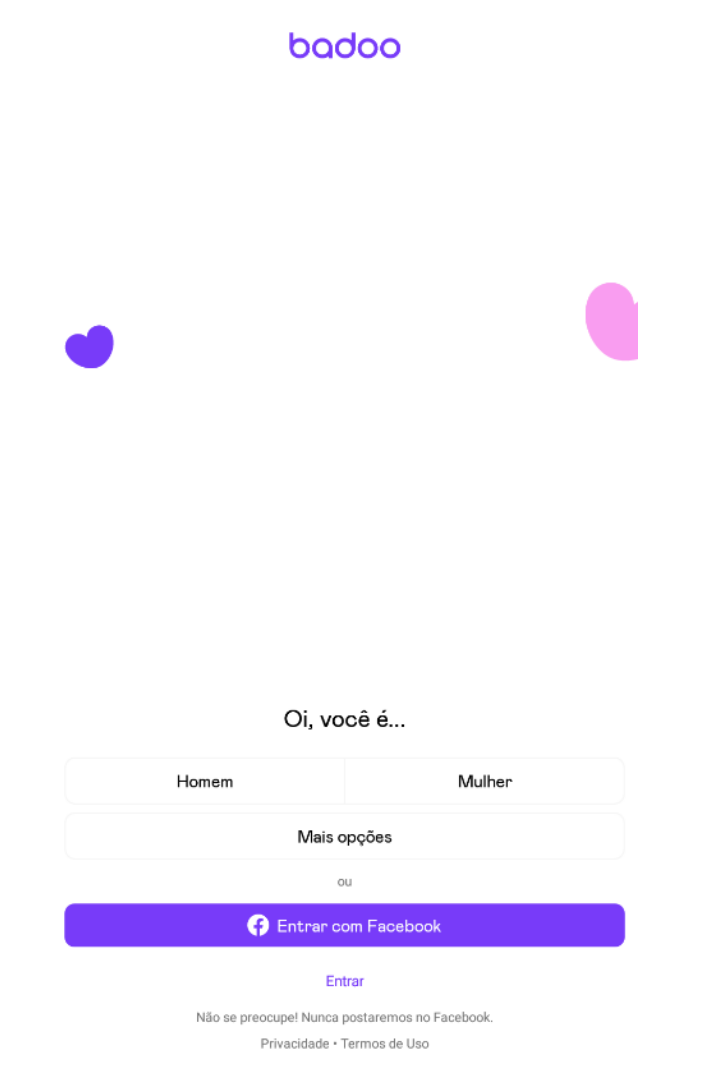 badoo
Oi, você é...
Homem
Mulher
Mais opções
ou
Entrar com Facebook
Entrar
Não se preocupe! Nunca postaremos no Facebook.
Privacidade • Termos de Uso